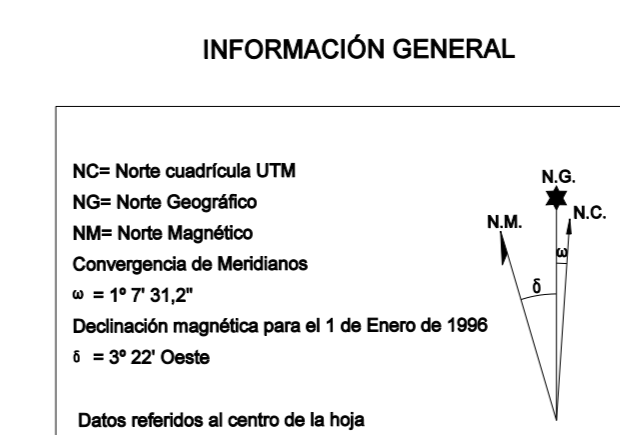 INFORMACIÓN GENERAL
NC= Norte cuadrícula UTM
NG= Norte Geográfico
NM= Norte Magnético
Convergencia de Meridianos
ω = 1º 7' 31,2"
Declinación magnética para el 1 de Enero de 1996
δ = 3º 22' Oeste
Datos referidos al centro de la hoja
N.G.
N.C.
N.M.
ω
δ